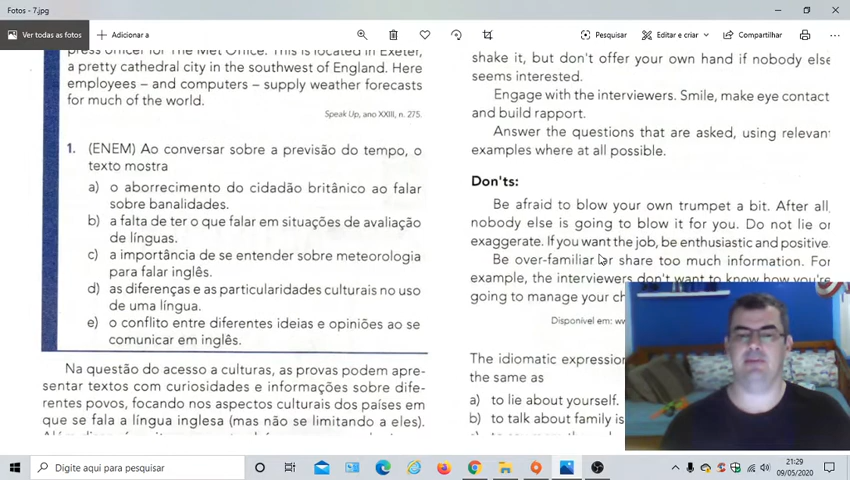 Fotos - 7.jpg
Ver todas as fotos
Adicionar a
Pesquisar
Editar e criar
Compartilhar
press officer for The Met Office. This is located in Exeter,
a pretty cathedral city in the southwest of England. Here
employees – and computers – supply weather forecasts
for much of the world.
Speak Up, ano XXIII, n. 275.
1. (ENEM) Ao conversar sobre a previsão do tempo, o
texto mostra
a) o aborrecimento do cidadão britânico ao falar
sobre banalidades.
b) a falta de ter o que falar em situações de avaliação
de línguas.
c) a importância de se entender sobre meteorologia
para falar inglês.
d) as diferenças e as particularidades culturais no uso
de uma língua.
e) o conflito entre diferentes ideias e opiniões ao se
comunicar em inglês.
Na questão do acesso a culturas, as provas podem apre-
sentar textos com curiosidades e informações sobre dife-
rentes povos, focando nos aspectos culturais dos países em
que se fala a língua inglesa (mas não se limitando a eles).
shake it, but don't offer your own hand if nobody else
seems interested.
Engage with the interviewers. Smile, make eye contact
and build rapport.
Answer the questions that are asked, using relevant
examples where at all possible.
Don'ts:
Be afraid to blow your own trumpet a bit. After all,
nobody else is going to blow it for you. Do not lie or
exaggerate. If you want the job, be enthusiastic and positive
Be over-familiar or share too much information. For
example, the interviewers don't want to know how you're
going to manage your
Disponível em:
The idiomatic
the same as
a) to lie about yourself.
b) to talk about family
Digite aqui para pesquisar
21:29
09/05/2020